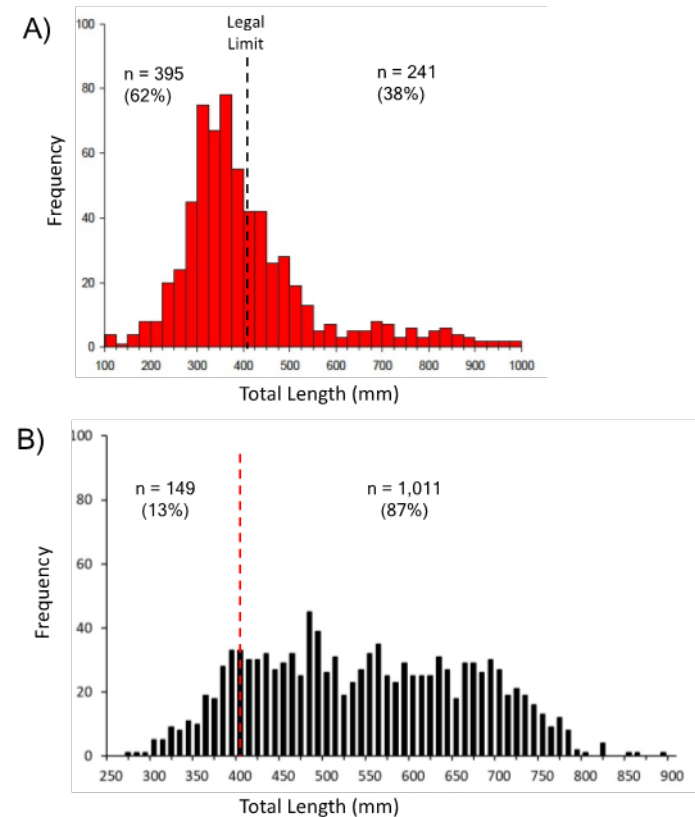 A)
Legal
Limit
n = 395
(62%)
n = 241
(38%)
Frequency
100
80
60
40
20
0
100 200 300 400 500 600 700 800 900 1000
Total Length (mm)
B)
n = 149
(13%)
n = 1,011
(87%)
Frequency
100
80
60
40
20
0
250 300 350 400 450 500 550 600 650 700 750 800 850 900
Total Length (mm)